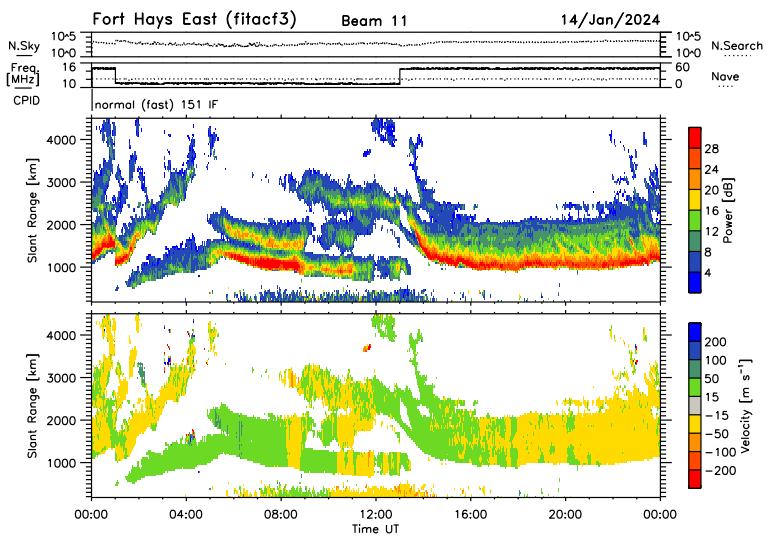 Fort Hays East (fitacf3) Beam 11 14/Jan/2024
N.Sky 10^5 10^0 10^5 10^0 N.Search
Freq. [MHz] 16 10 60 0 Nave
CPID normal (fast) 151 IF
Slant Range [km] 4000 3000 2000 1000
Power [dB] 28 24 20 16 12 8 4
Slant Range [km] 4000 3000 2000 1000
Velocity [m s⁻¹] 200 100 50 15 −15 −50 −100 −200
00:00 04:00 08:00 12:00 16:00 20:00 00:00
Time UT